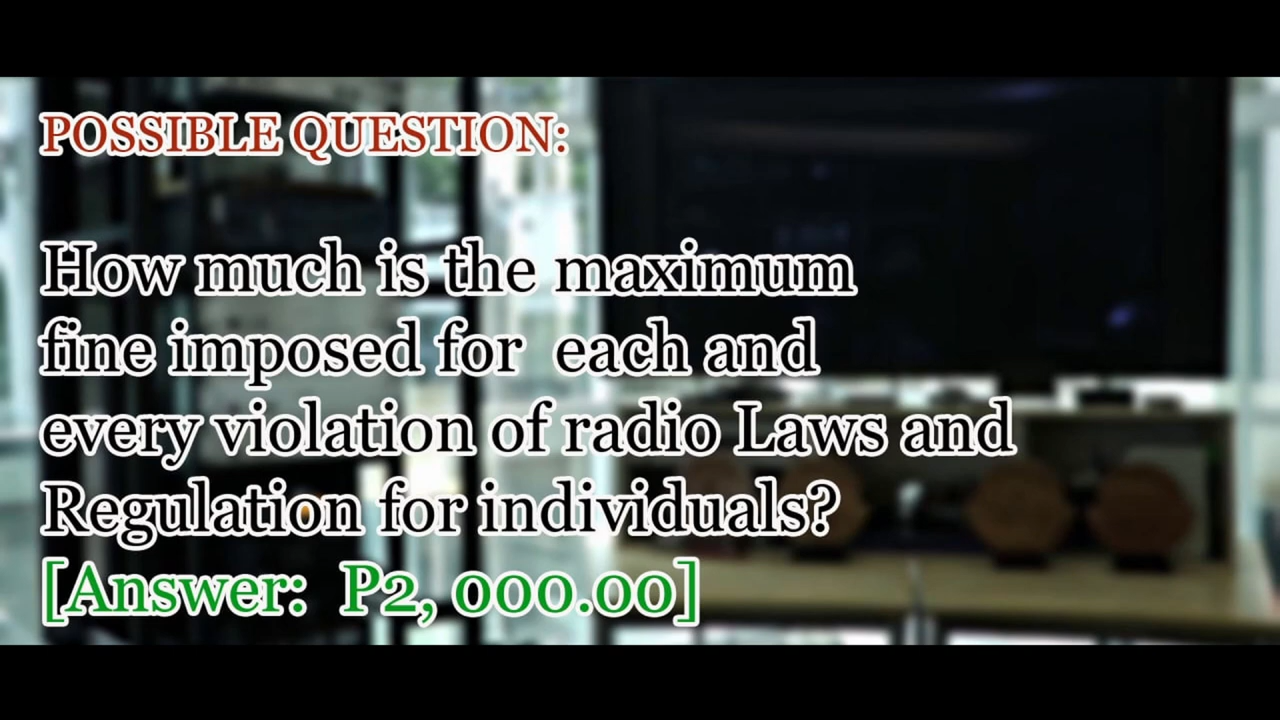 POSSIBLE QUESTION:
How much is the maximum
fine imposed for each and
every violation of radio Laws and
Regulation for individuals?
[Answer: P2, 000.00]